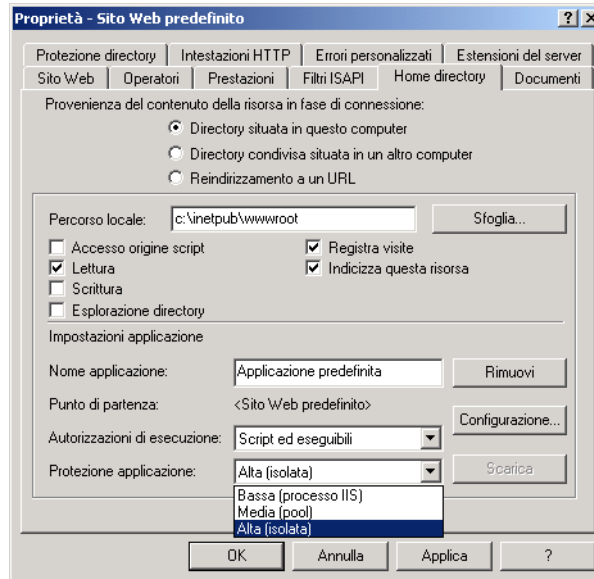 Proprietà - Sito Web predefinito ? x
Protezione directory Intestazioni HTTP Errori personalizzati Estensioni del server
Sito Web Operatori Prestazioni Filtri ISAPI Home directory Documenti
Provenienza del contenuto della risorsa in fase di connessione:
Directory situata in questo computer
Directory condivisa situata in un altro computer
Reindirizzamento a un URL
Percorso locale: c:\inetpub\wwwroot Sfoglia...
Accesso origine script Registra visite
Lettura Indicizza questa risorsa
Scrittura
Esplorazione directory
Impostazioni applicazione
Nome applicazione: Applicazione predefinita Rimuovi
Punto di partenza: <Sito Web predefinito>
Configurazione...
Autorizzazioni di esecuzione: Script ed eseguibili
Protezione applicazione: Alta (isolata) Scarica
Bassa (processo IIS)
Media (pool)
Alta (isolata)
OK Annulla Applica ?